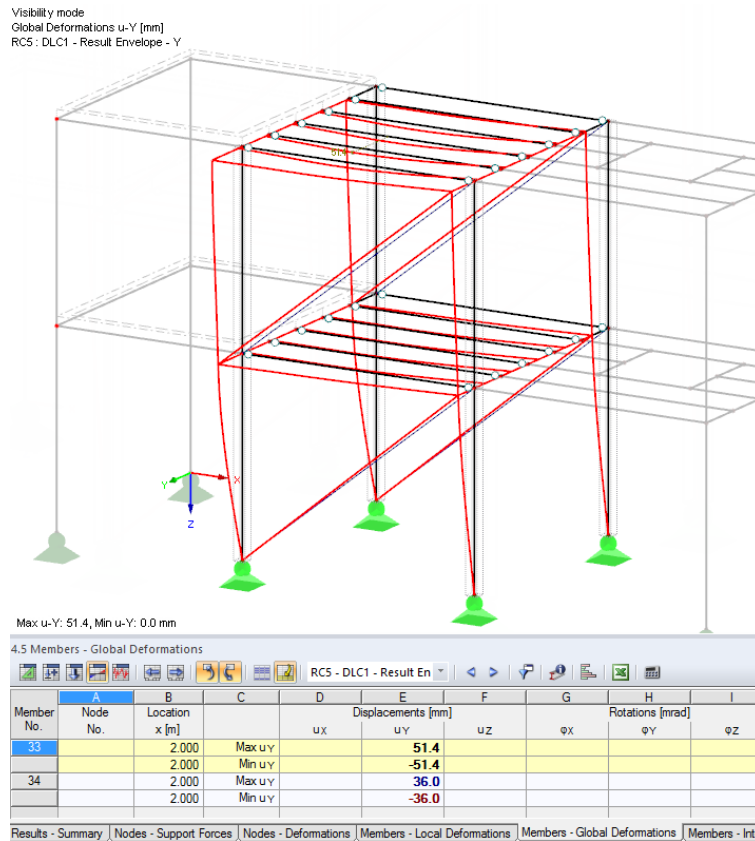 Visibility mode
Global Deformations u-Y [mm]
RC5 : DLC1 - Result Envelope - Y
51.4
X
Y
Z
Max u-Y: 51.4, Min u-Y: 0.0 mm
4.5 Members - Global Deformations
RC5 - DLC1 - Result En
A B C D E F G H I
Member Node Location Displacements [mm] Rotations [mrad]
No. No. x [m] uX uY uZ φX φY φZ
33 2.000 Max uY 51.4
2.000 Min uY -51.4
34 2.000 Max uY 36.0
2.000 Min uY -36.0
Results - Summary Nodes - Support Forces Nodes - Deformations Members - Local Deformations Members - Global Deformations Members - Int